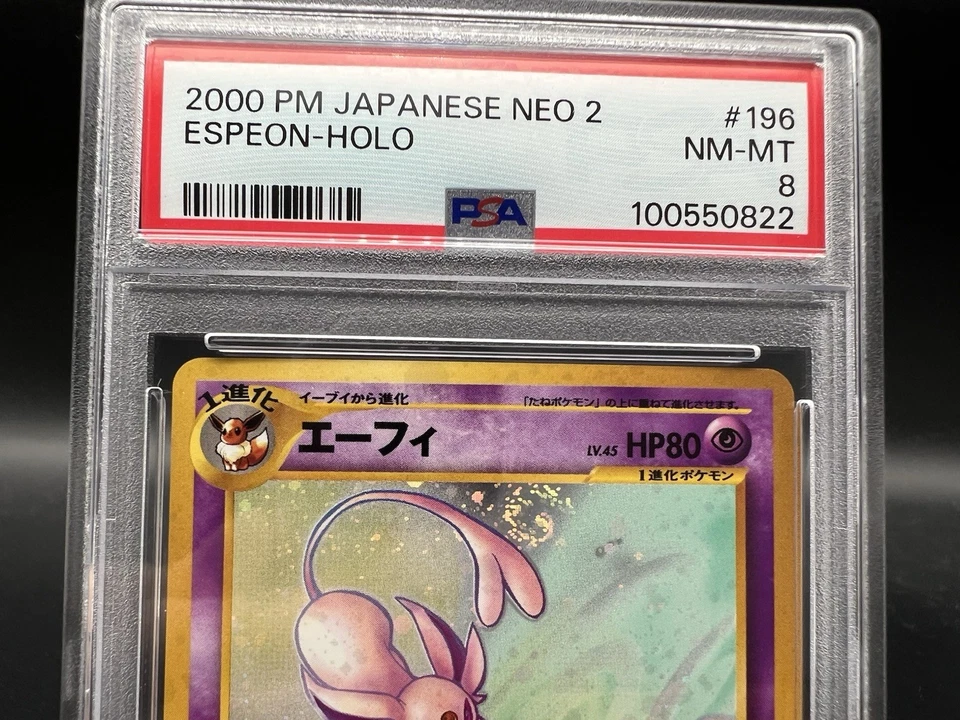 2000 PM JAPANESE NEO 2 #196
ESPEON-HOLO NM-MT
8
PSA 100550822
1進化 イーブイから進化 「たねポケモン」の上に重ねて進化させます。
エーフィ LV.45 HP80
1進化ポケモン